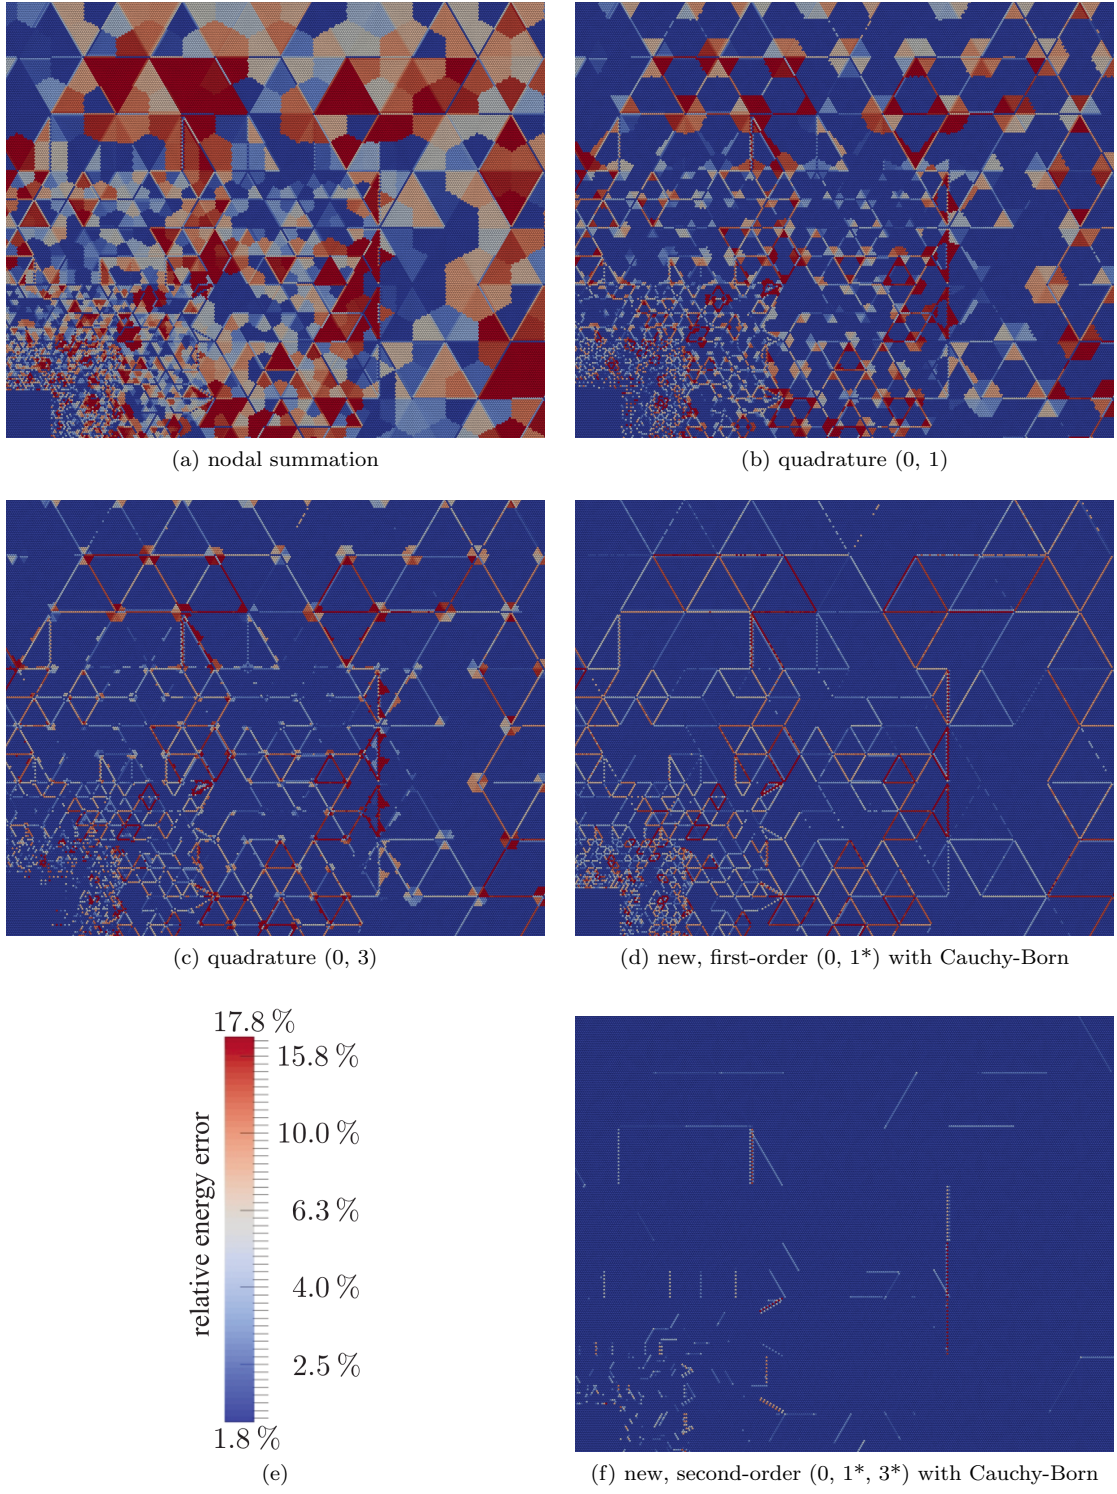 (a) nodal summation
(b) quadrature (0, 1)
(c) quadrature (0, 3)
(d) new, first-order (0, 1*) with Cauchy-Born
17.8 %
15.8 %
10.0 %
6.3 %
4.0 %
2.5 %
1.8 %
relative energy error
(e)
(f) new, second-order (0, 1*, 3*) with Cauchy-Born